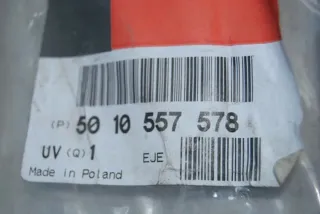 (P) 50 10 557 578
UV (Q) 1 EJE
Made in Poland